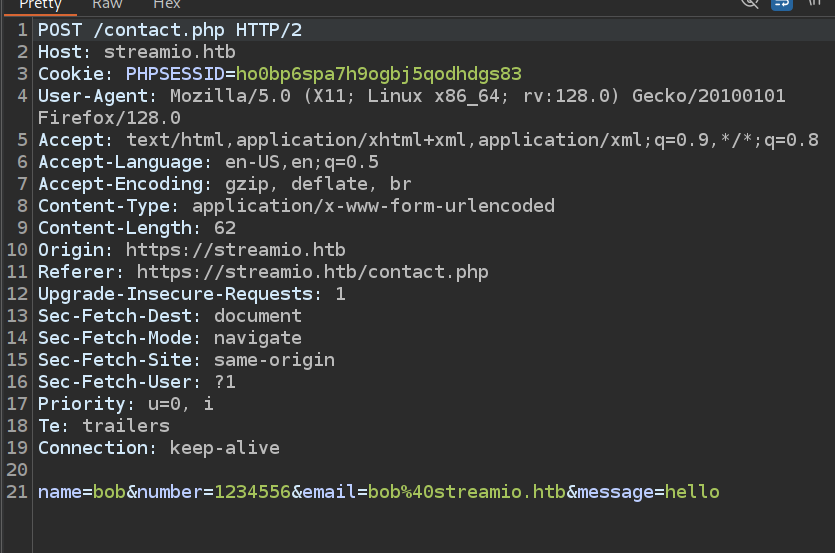 Pretty Raw Hex
1 POST /contact.php HTTP/2
2 Host: streamio.htb
3 Cookie: PHPSESSID=ho0bp6spa7h9ogbj5qodhdgs83
4 User-Agent: Mozilla/5.0 (X11; Linux x86_64; rv:128.0) Gecko/20100101
Firefox/128.0
5 Accept: text/html,application/xhtml+xml,application/xml;q=0.9,*/*;q=0.8
6 Accept-Language: en-US,en;q=0.5
7 Accept-Encoding: gzip, deflate, br
8 Content-Type: application/x-www-form-urlencoded
9 Content-Length: 62
10 Origin: https://streamio.htb
11 Referer: https://streamio.htb/contact.php
12 Upgrade-Insecure-Requests: 1
13 Sec-Fetch-Dest: document
14 Sec-Fetch-Mode: navigate
15 Sec-Fetch-Site: same-origin
16 Sec-Fetch-User: ?1
17 Priority: u=0, i
18 Te: trailers
19 Connection: keep-alive
20
21 name=bob&number=1234556&email=bob%40streamio.htb&message=hello